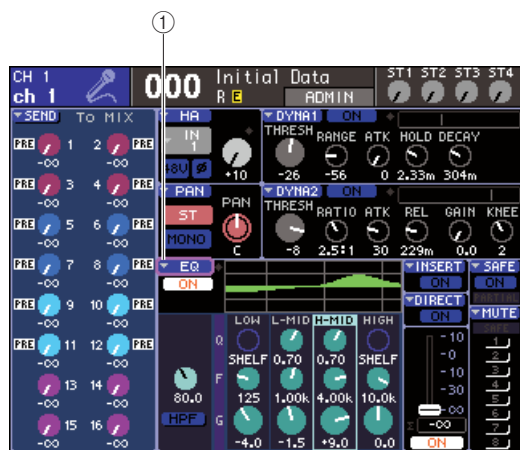 ①
CH 1
ch 1
000
Initial Data
R E ADMIN
ST1 ST2 ST3 ST4
SEND To MIX
PRE 1 2 PRE
-∞ -∞
PRE 3 4 PRE
-∞ -∞
PRE 5 6 PRE
-∞ -∞
PRE 7 8 PRE
-∞ -∞
PRE 9 10 PRE
-∞ -∞
PRE 11 12 PRE
-∞ -∞
13 14
-∞ -∞
15 16
-∞ -∞
HA
IN
1
48V ø
+10
PAN
PAN
ST
MONO
C
DYNA1 ON
THRESH RANGE ATK HOLD DECAY
-26 -56 0 2.33m 304m
DYNA2 ON
THRESH RATIO ATK REL GAIN KNEE
-8 2.5:1 30 229m 0.0 2
EQ
ON
LOW L-MID H-MID HIGH
Q
SHELF 0.70 0.70 SHELF
F
125 1.00k 4.00k 10.0k
G
-4.0 -1.5 +9.0 0.0
80.0
HPF
INSERT
ON
DIRECT
ON
-10
-0
-10
-30
-∞
Σ -∞
ON
SAFE
ON
PARTIAL
MUTE
SAFE
1
2
3
4
5
6
7
8